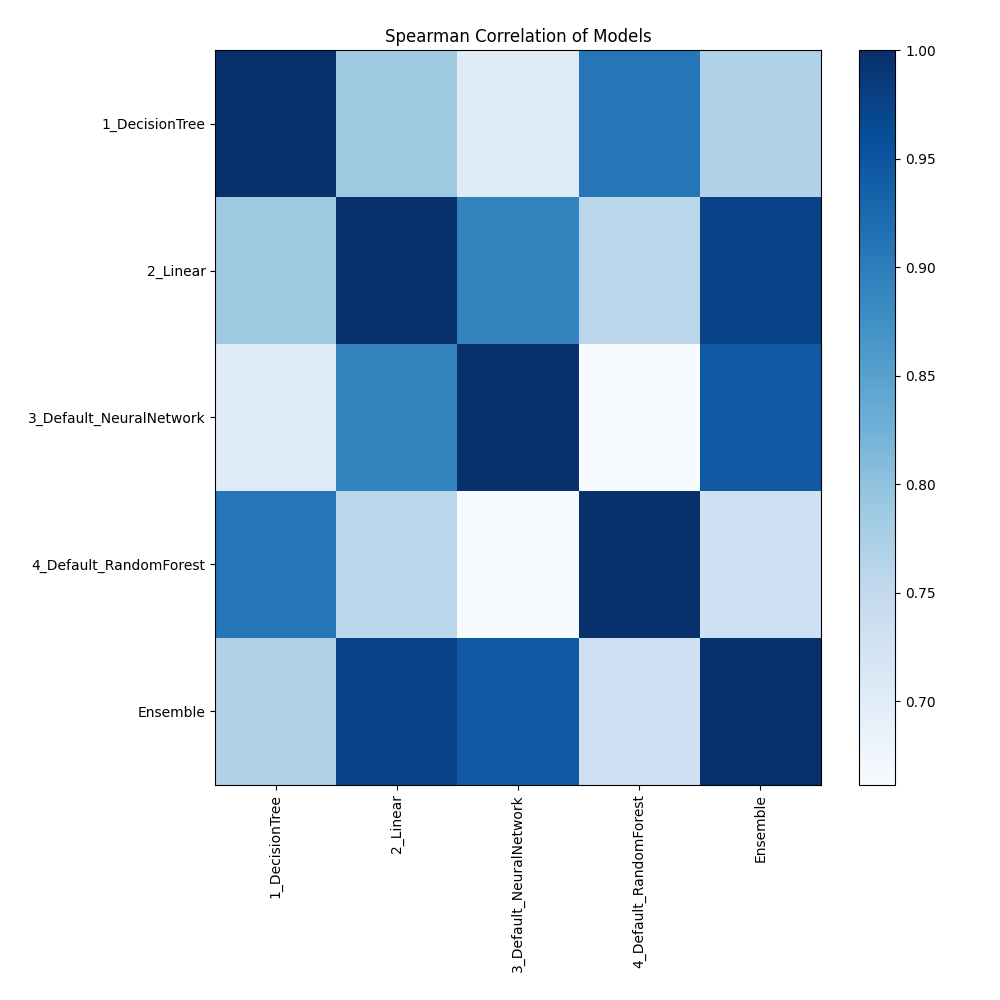 Spearman Correlation of Models
1_DecisionTree
2_Linear
3_Default_NeuralNetwork
4_Default_RandomForest
Ensemble
1_DecisionTree
2_Linear
3_Default_NeuralNetwork
4_Default_RandomForest
Ensemble
1.00
0.95
0.90
0.85
0.80
0.75
0.70